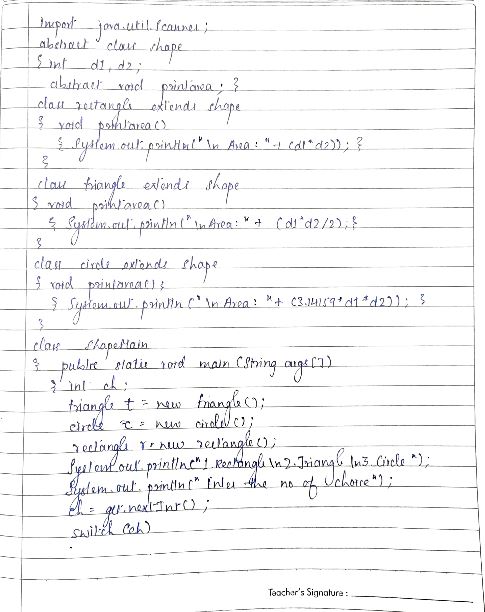 import java.util.Scanner;
abstract class shape
{ int d1, d2;
abstract void printarea; }
class rectangle extends shape
{ void printarea()
{ System.out.println("\n Area: " + (d1*d2)); }
}
class triangle extends shape
{ void printarea()
{ System.out.println("\n Area: " + (d1*d2/2); }
}
class circle extends shape
{ void printarea();
{ System.out.println("\n Area: " + (3.14159*d1*d2)); }
}
class shapeMain
{ public static void main (String args[])
{ int ch;
triangle t = new triangle();
circle c = new circle();
rectangle r = new rectangle();
System.out.println("1.Rectangle\n2.Triangl \n3.Circle");
System.out.println("Enter the no of choice");
ch = get.nextInt();
switch (ch)
Teacher's Signature :